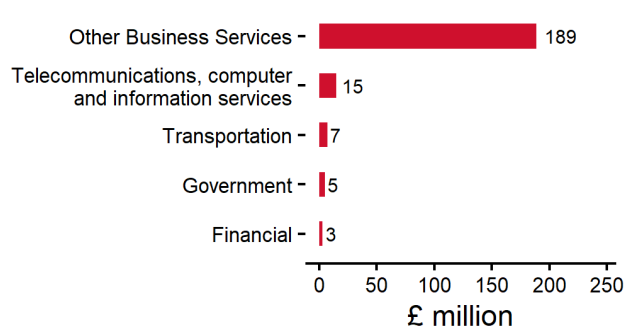 Other Business Services
189
Telecommunications, computer
and information services
15
Transportation
7
Government
5
Financial
3
0 50 100 150 200 250
£ million